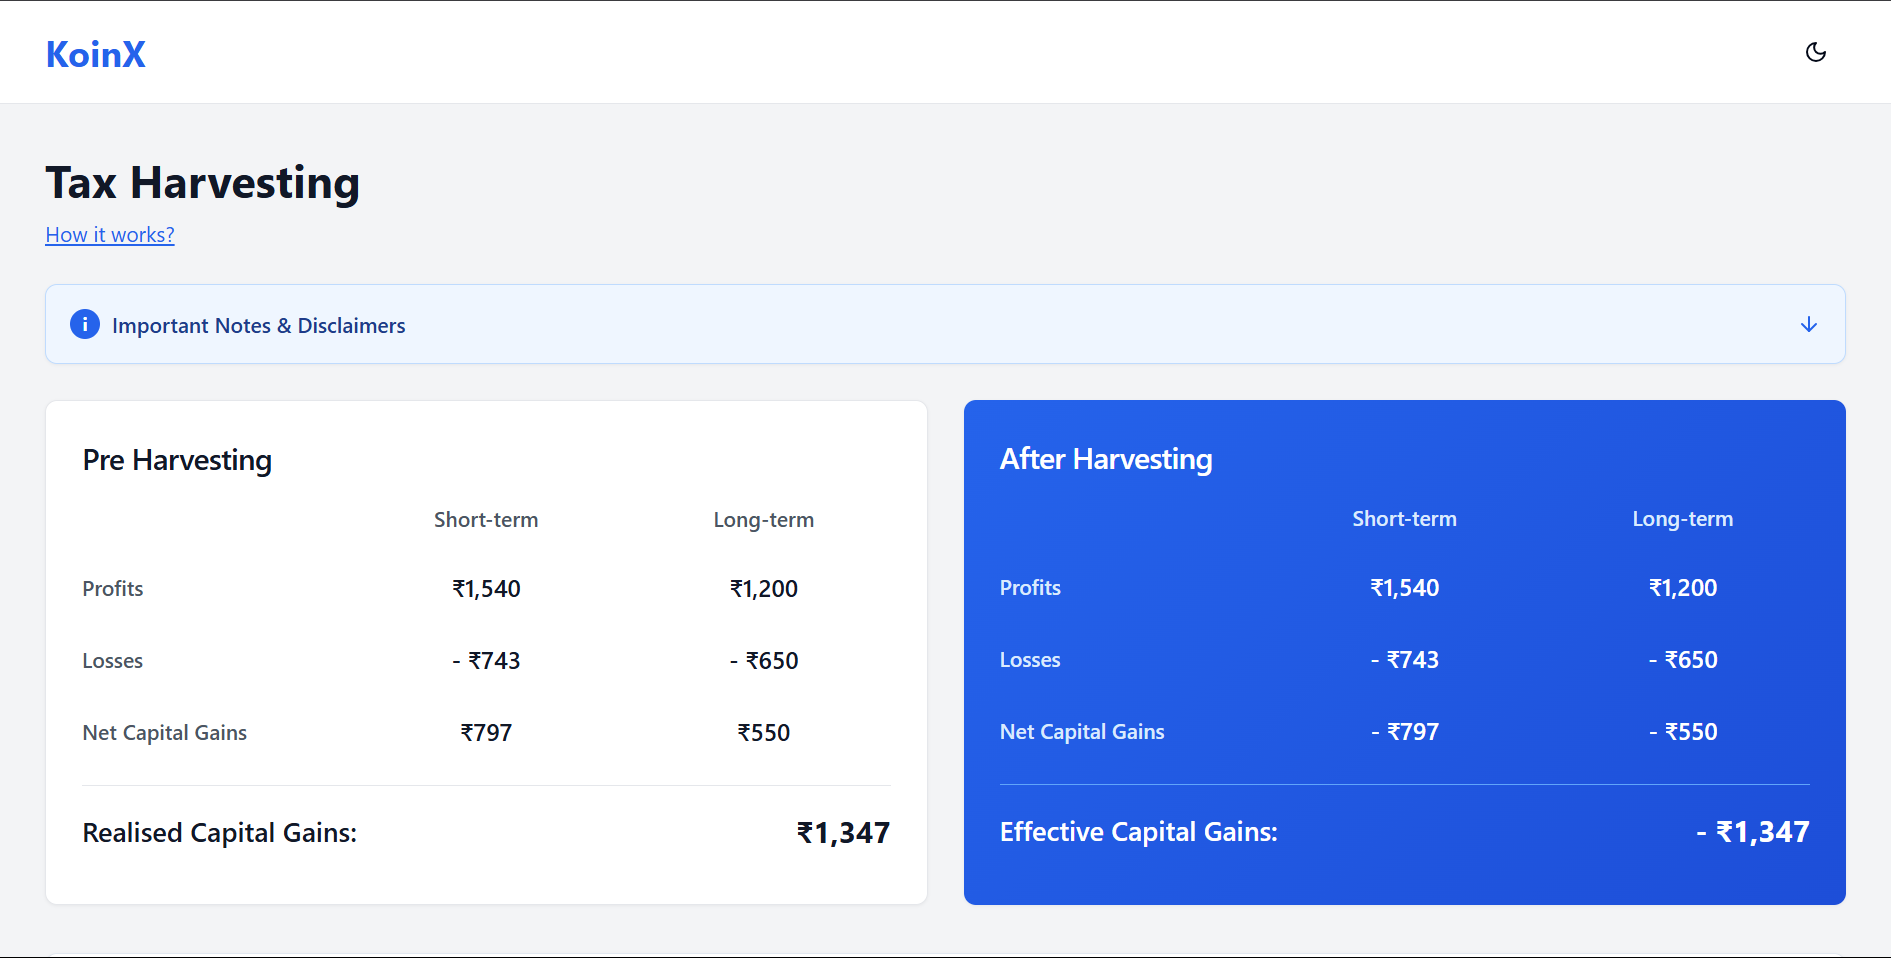 KoinX
Tax Harvesting
How it works?
i Important Notes & Disclaimers
Pre Harvesting
Short-term Long-term
Profits ₹1,540 ₹1,200
Losses - ₹743 - ₹650
Net Capital Gains ₹797 ₹550
Realised Capital Gains: ₹1,347
After Harvesting
Short-term Long-term
Profits ₹1,540 ₹1,200
Losses - ₹743 - ₹650
Net Capital Gains - ₹797 - ₹550
Effective Capital Gains: - ₹1,347